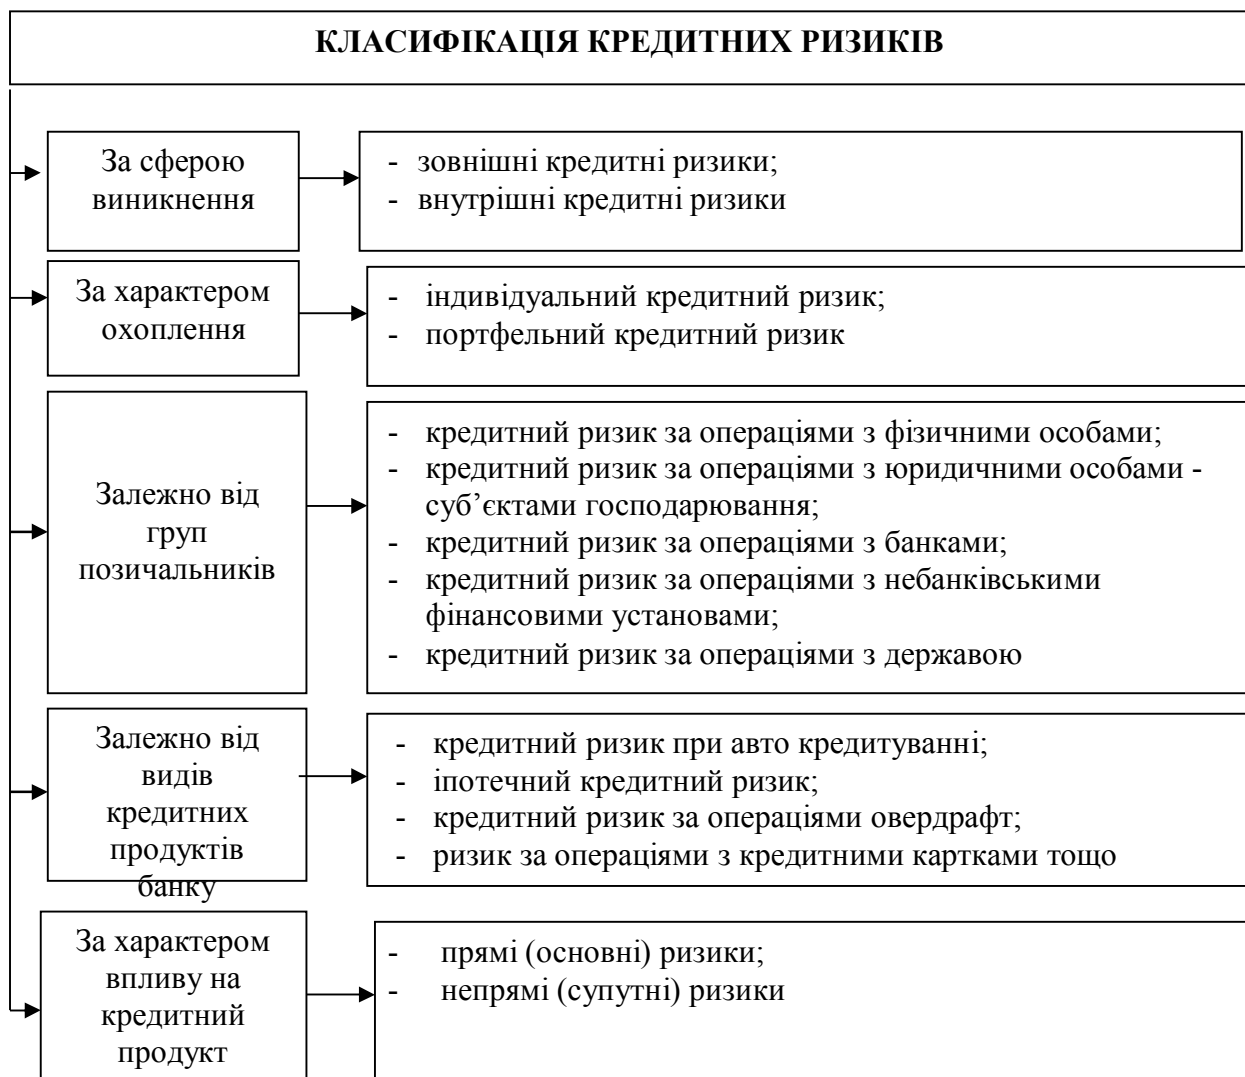 КЛАСИФІКАЦІЯ КРЕДИТНИХ РИЗИКІВ
За сферою
виникнення
- зовнішні кредитні ризики;
- внутрішні кредитні ризики
За характером
охоплення
- індивідуальний кредитний ризик;
- портфельний кредитний ризик
Залежно від
груп
позичальників
- кредитний ризик за операціями з фізичними особами;
- кредитний ризик за операціями з юридичними особами -
суб’єктами господарювання;
- кредитний ризик за операціями з банками;
- кредитний ризик за операціями з небанківськими
фінансовими установами;
- кредитний ризик за операціями з державою
Залежно від
видів
кредитних
продуктів
банку
- кредитний ризик при авто кредитуванні;
- іпотечний кредитний ризик;
- кредитний ризик за операціями овердрафт;
- ризик за операціями з кредитними картками тощо
За характером
впливу на
кредитний
продукт
- прямі (основні) ризики;
- непрямі (супутні) ризики